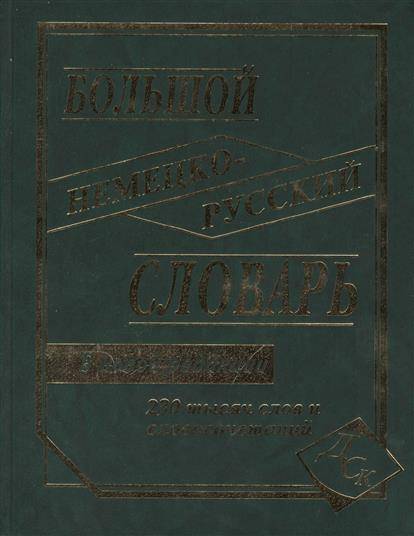 БОЛЬШОЙ
НЕМЕЦКО-
РУССКИЙ
СЛОВАРЬ
230 тысяч слов и
словосочетаний
ДСК